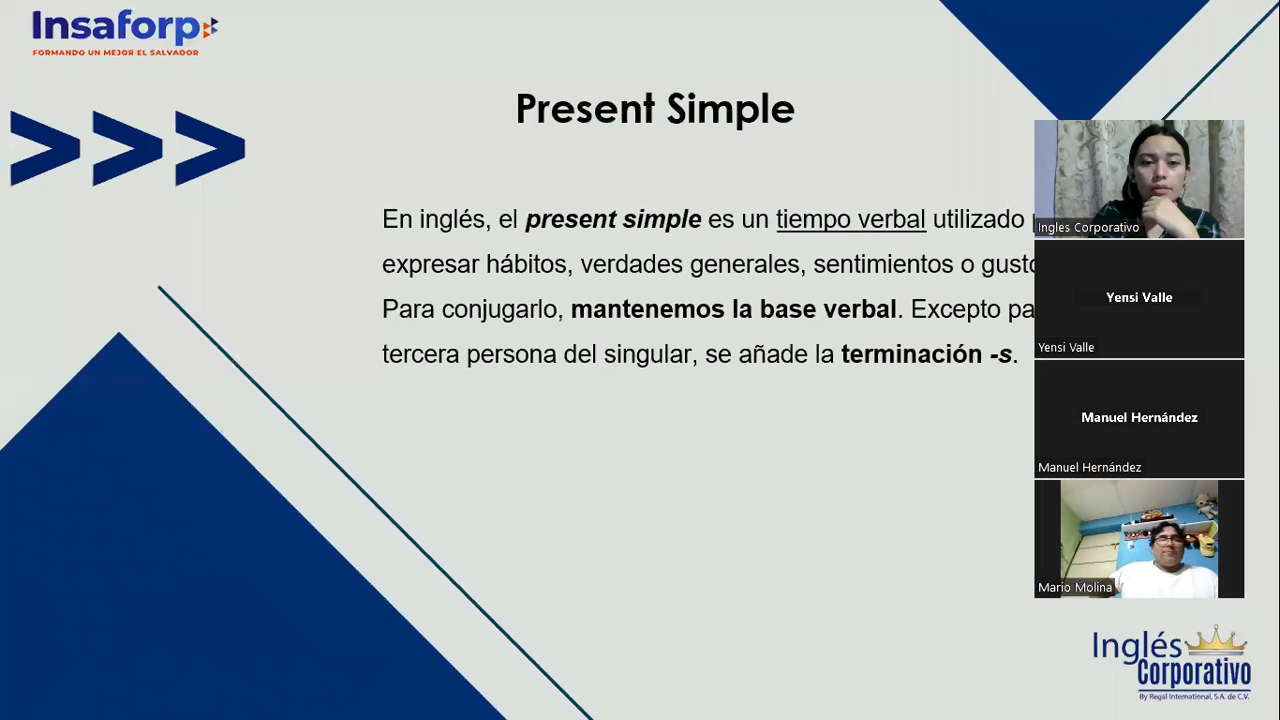 Insaforp
FORMANDO UN MEJOR EL SALVADOR
>>>
Present Simple
En inglés, el present simple es un tiempo verbal utilizado
expresar hábitos, verdades generales, sentimientos o
Para conjugarlo, mantenemos la base verbal. Excepto
tercera persona del singular, se añade la terminación -s.
Ingles Corporativo
Yensi Valle
Yensi Valle
Manuel Hernández
Manuel Hernández
Mario Molina
Inglés
Corporativo
By Regal International, S.A. de C.V.